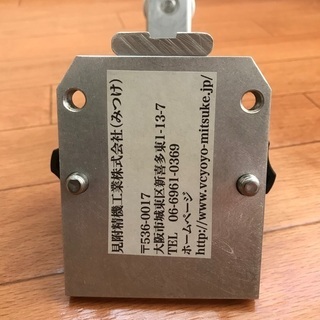 見附精機工業株式会社(みつけ)
〒536-0017
大阪市城東区新喜多東1-13-7
TEL 06-6961-0369
ホームページ
http://www.vcyoyo-mitsuke.jp/